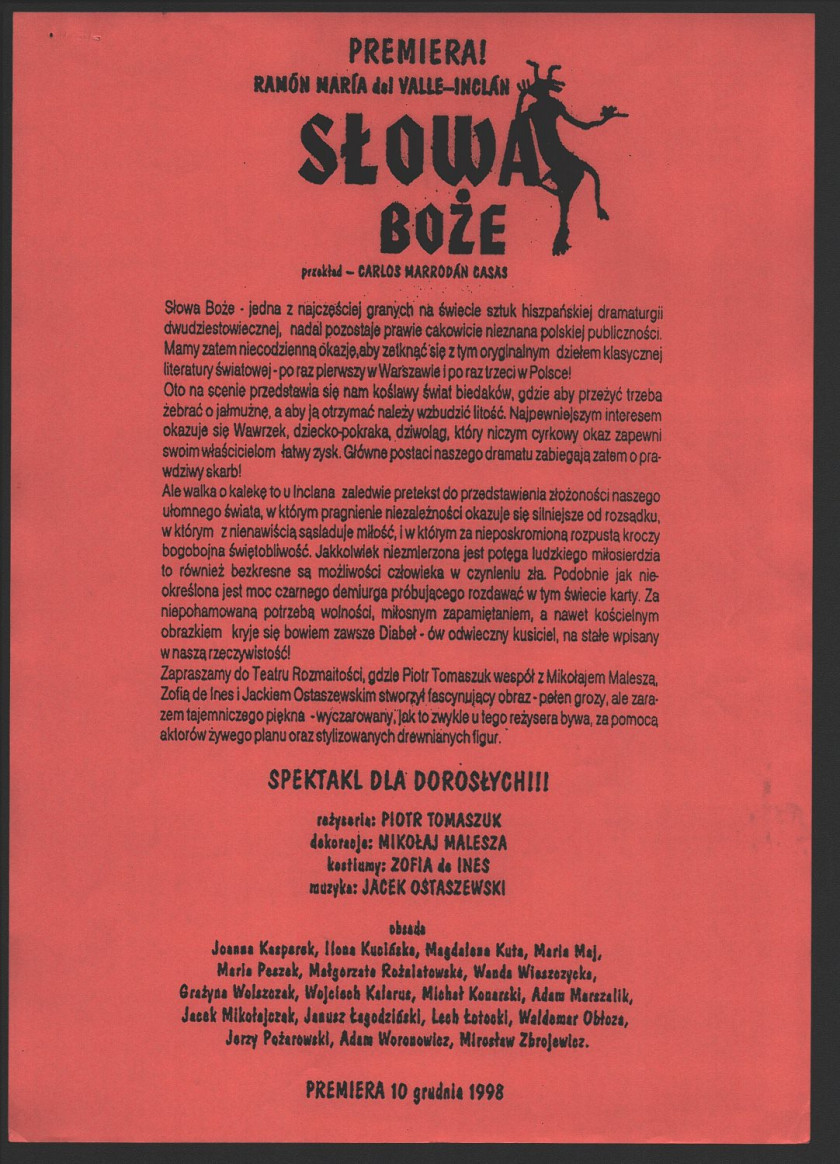 PREMIERA!
RAMÓN MARÍA del VALLE–INCLÁN
SŁOWA
BOŻE
przekład – CARLOS MARRODÁN CASAS
Słowa Boże - jedna z najczęściej granych na świecie sztuk hiszpańskiej dramaturgii
dwudziestowiecznej, nadal pozostaje prawie cakowicie nieznana polskiej publiczności.
Mamy zatem niecodzienną okazję,aby zetknąć się z tym oryginalnym dziełem klasycznej
literatury światowej - po raz pierwszy w Warszawie i po raz trzeci w Polsce!
Oto na scenie przedstawia się nam koślawy świat biedaków, gdzie aby przeżyć trzeba
żebrać o jałmużnę, a aby ją otrzymać należy wzbudzić litość. Najpewniejszym interesem
okazuje się Wawrzek, dziecko-pokraka, dziwoląg, który niczym cyrkowy okaz zapewni
swoim właścicielom łatwy zysk. Główne postaci naszego dramatu zabiegają zatem o pra-
wdziwy skarb!
Ale walka o kalekę to u Inclana zaledwie pretekst do przedstawienia złożoności naszego
ułomnego świata, w którym pragnienie niezależności okazuje się silniejsze od rozsądku,
w którym z nienawiścią sąsiaduje miłość, i w którym za nieposkromioną rozpustą kroczy
bogobojna świętobliwość. Jakkolwiek niezmierzona jest potęga ludzkiego miłosierdzia
to również bezkresne są możliwości człowieka w czynieniu zła. Podobnie jak nie-
określona jest moc czarnego demiurga próbującego rozdawać w tym świecie karty. Za
niepohamowaną potrzebą wolności, miłosnym zapamiętaniem, a nawet kościelnym
obrazkiem kryje się bowiem zawsze Diabeł - ów odwieczny kusiciel, na stałe wpisany
w naszą rzeczywistość!
Zapraszamy do Teatru Rozmaitości, gdzie Piotr Tomaszuk wespół z Mikołajem Maleszą,
Zofią de Ines i Jackiem Ostaszewskim stworzył fascynujący obraz - pełen grozy, ale zara-
zem tajemniczego piękna - wyczarowany, jak to zwykle u tego reżysera bywa, za pomocą
aktorów żywego planu oraz stylizowanych drewnianych figur.
SPEKTAKL DLA DOROSŁYCH!!!
reżyseria: PIOTR TOMASZUK
dekoracje: MIKOŁAJ MALESZA
kostiumy: ZOFIA de INES
muzyka: JACEK OSTASZEWSKI
obsada
Joanna Kasperek, Ilona Kucińska, Magdalena Kuta, Maria Maj,
Maria Peszek, Małgorzata Rożniatowska, Wanda Wieszczycka,
Grażyna Wolszczak, Wojciech Kalarus, Michał Konarski, Adam Marszalik,
Jacek Mikołajczak, Janusz Łagodziński, Lech Łotocki, Waldemar Obłoza,
Jerzy Pożarowski, Adam Woronowicz, Mirosław Zbrojewicz.
PREMIERA 10 grudnia 1998